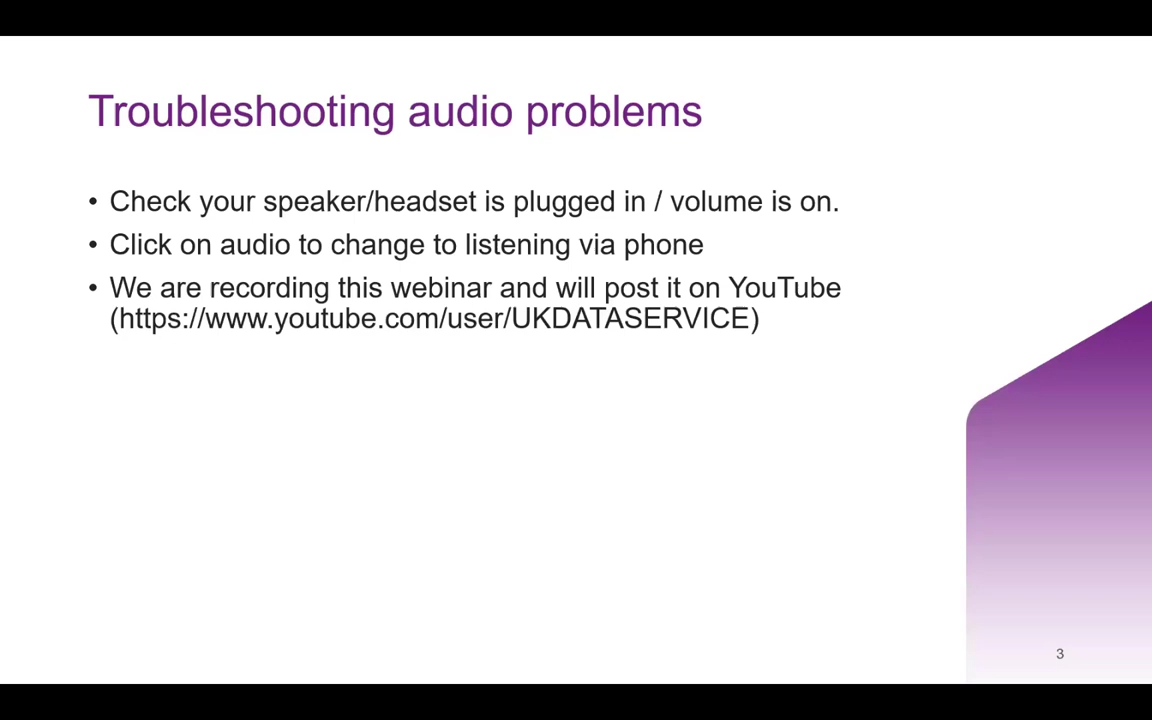 Troubleshooting audio problems
• Check your speaker/headset is plugged in / volume is on.
• Click on audio to change to listening via phone
• We are recording this webinar and will post it on YouTube
(https://www.youtube.com/user/UKDATASERVICE)
3